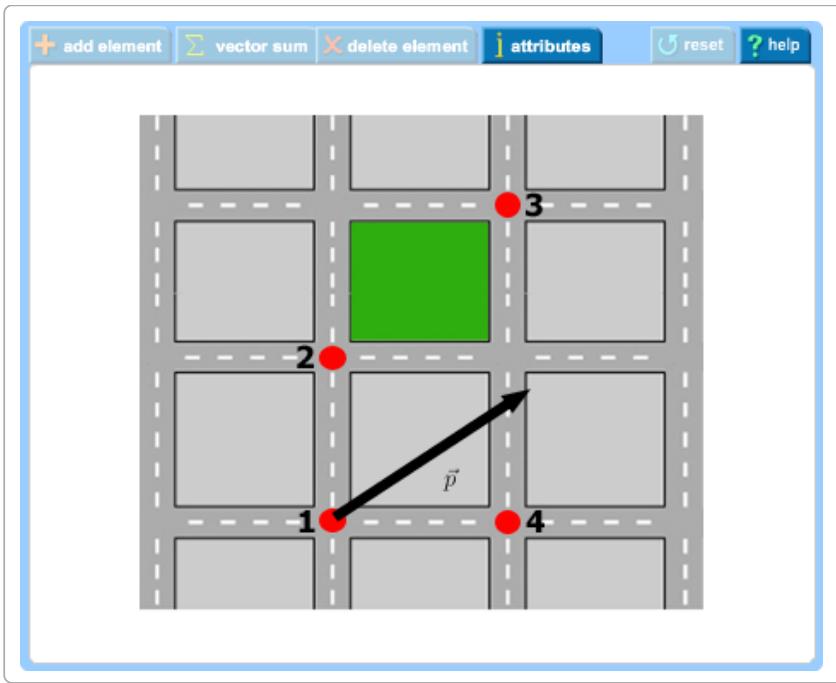 add element vector sum delete element attributes reset help
3
2
p⃗
1 4